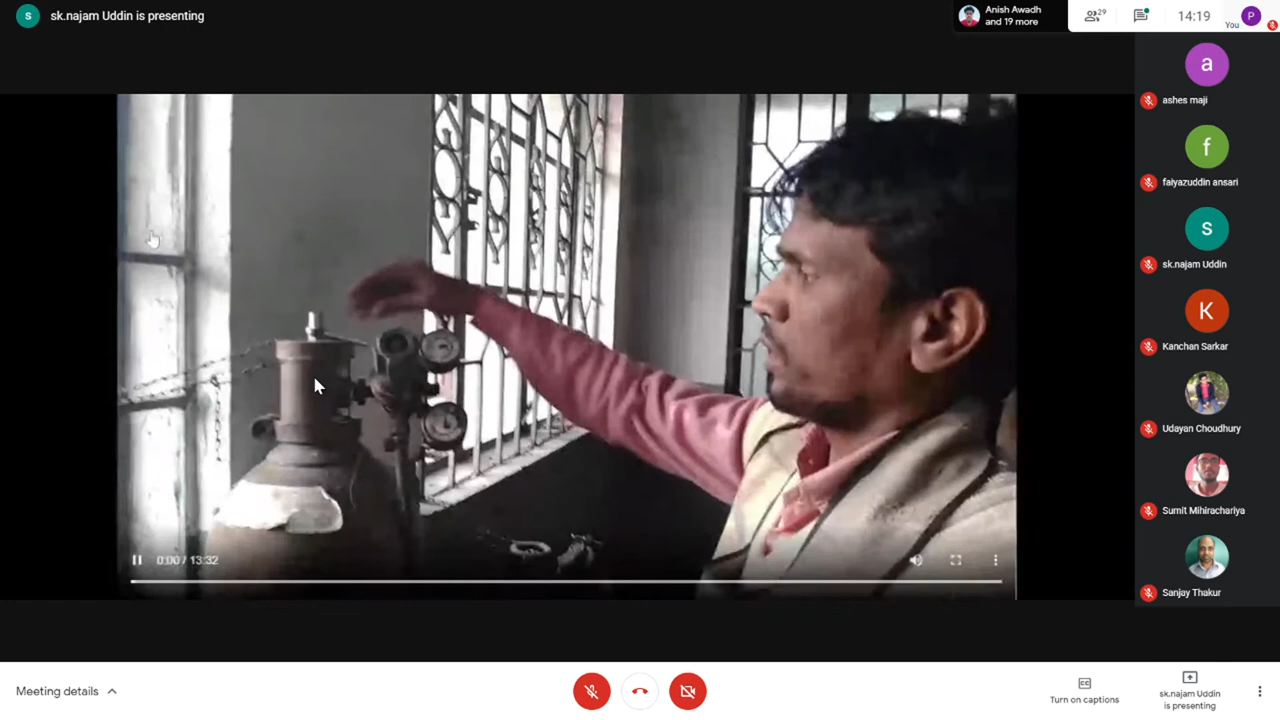 s
sk.najam Uddin is presenting
Anish Awadh
and 19 more
29
14:19
You
P
a
ashes maji
f
faiyazuddin ansari
s
sk.najam Uddin
K
Kanchan Sarkar
Udayan Choudhury
Sumit Mihirachariya
Sanjay Thakur
0:00 / 13:32
Meeting details
CC
Turn on captions
sk.najam Uddin
is presenting